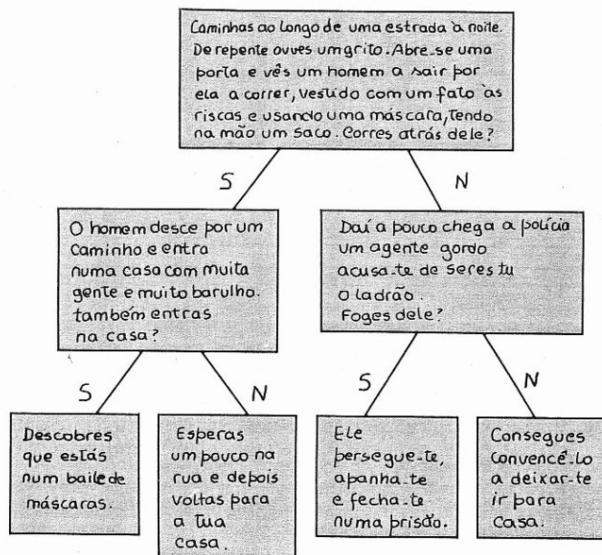 Caminhas ao longo de uma estrada à noite.
De repente ouves um grito. Abre-se uma
porta e vês um homem a sair por
ela a correr, vestido com um fato às
riscas e usando uma máscara, tendo
na mão um saco. Corres atrás dele?
S
N
O homem desce por um
caminho e entra
numa casa com muita
gente e muito barulho.
também entras
na casa?
Daí a pouco chega a polícia
um agente gordo
acusa-te de seres tu
o ladrão.
Foges dele?
S
N
S
N
Descobres
que estás
num baile de
máscaras.
Esperas
um pouco na
rua e depois
voltas para
a tua
casa.
Ele
persegue-te,
apanha-te
e fecha-te
numa prisão.
Consegues
convencê-lo
a deixar-te
ir para
casa.